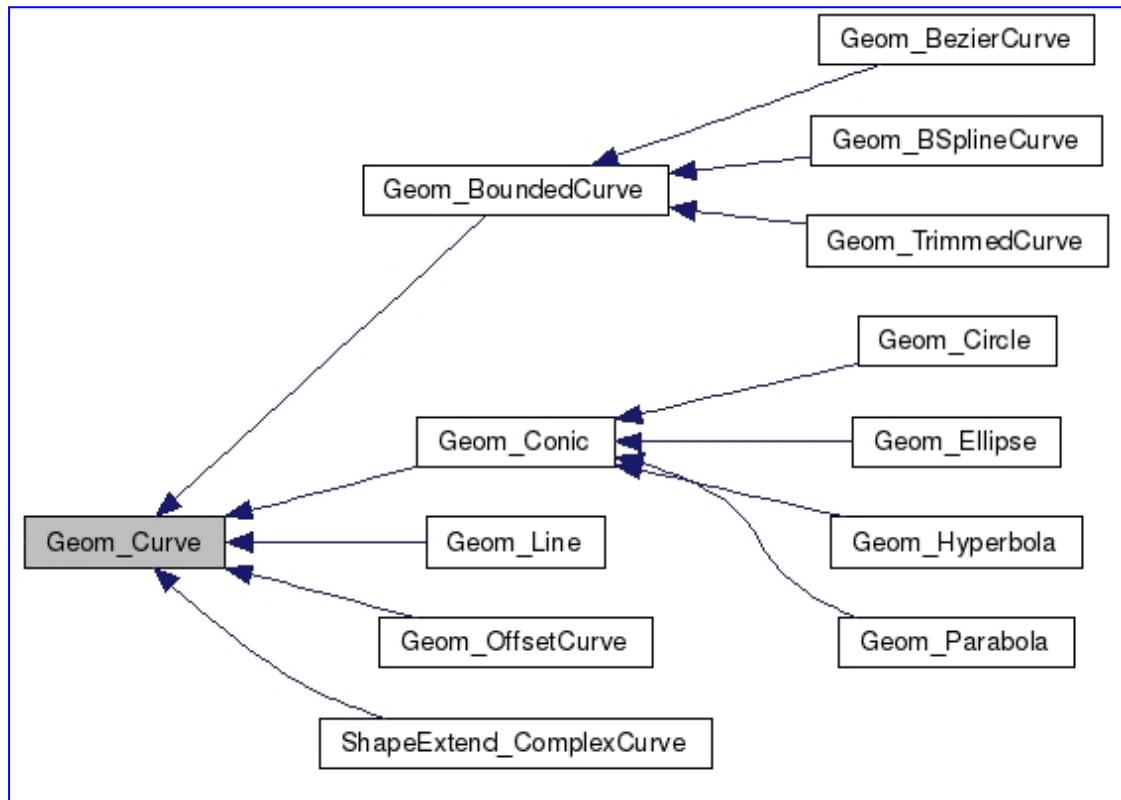 Geom_BezierCurve
Geom_BSplineCurve
Geom_BoundedCurve
Geom_TrimmedCurve
Geom_Circle
Geom_Conic
Geom_Ellipse
Geom_Curve
Geom_Line
Geom_Hyperbola
Geom_OffsetCurve
Geom_Parabola
ShapeExtend_ComplexCurve